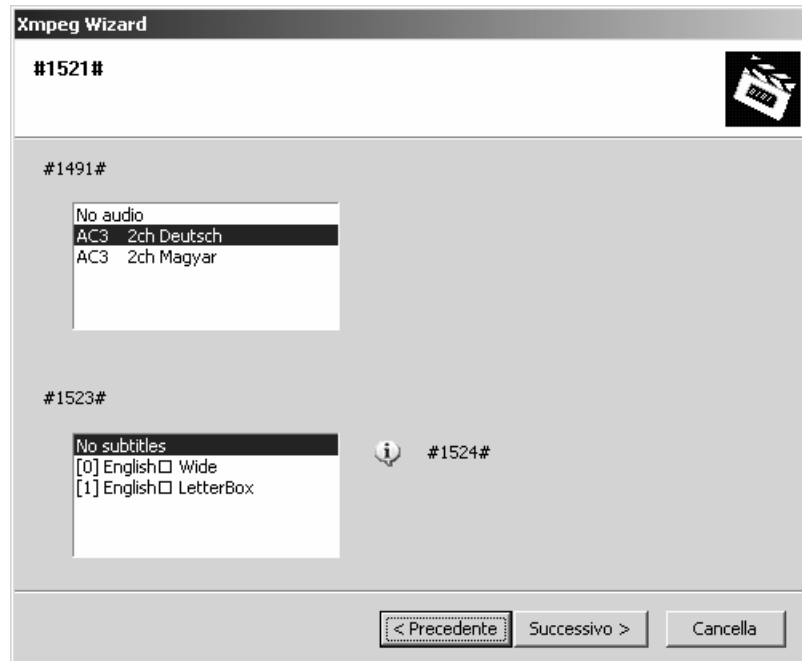 Xmpeg Wizard
#1521#
#1491#
No audio
AC3 2ch Deutsch
AC3 2ch Magyar
#1523#
No subtitles
[0] English□ Wide
[1] English□ LetterBox
#1524#
< Precedente Successivo > Cancella